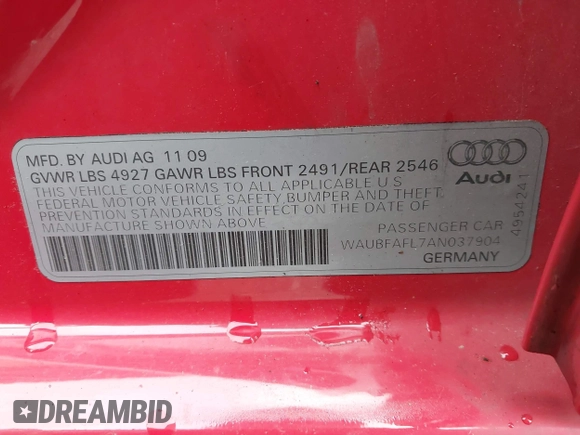 MFD. BY AUDI AG 11 09
GVWR LBS 4927 GAWR LBS FRONT 2491/REAR 2546
THIS VEHICLE CONFORMS TO ALL APPLICABLE U S
FEDERAL MOTOR VEHICLE SAFETY, BUMPER AND THEFT
PREVENTION STANDARDS IN EFFECT ON THE DATE OF
MANUFACTURE SHOWN ABOVE
Audi
4954241
PASSENGER CAR
WAUBFAFL7AN037904
GERMANY
DREAMBID